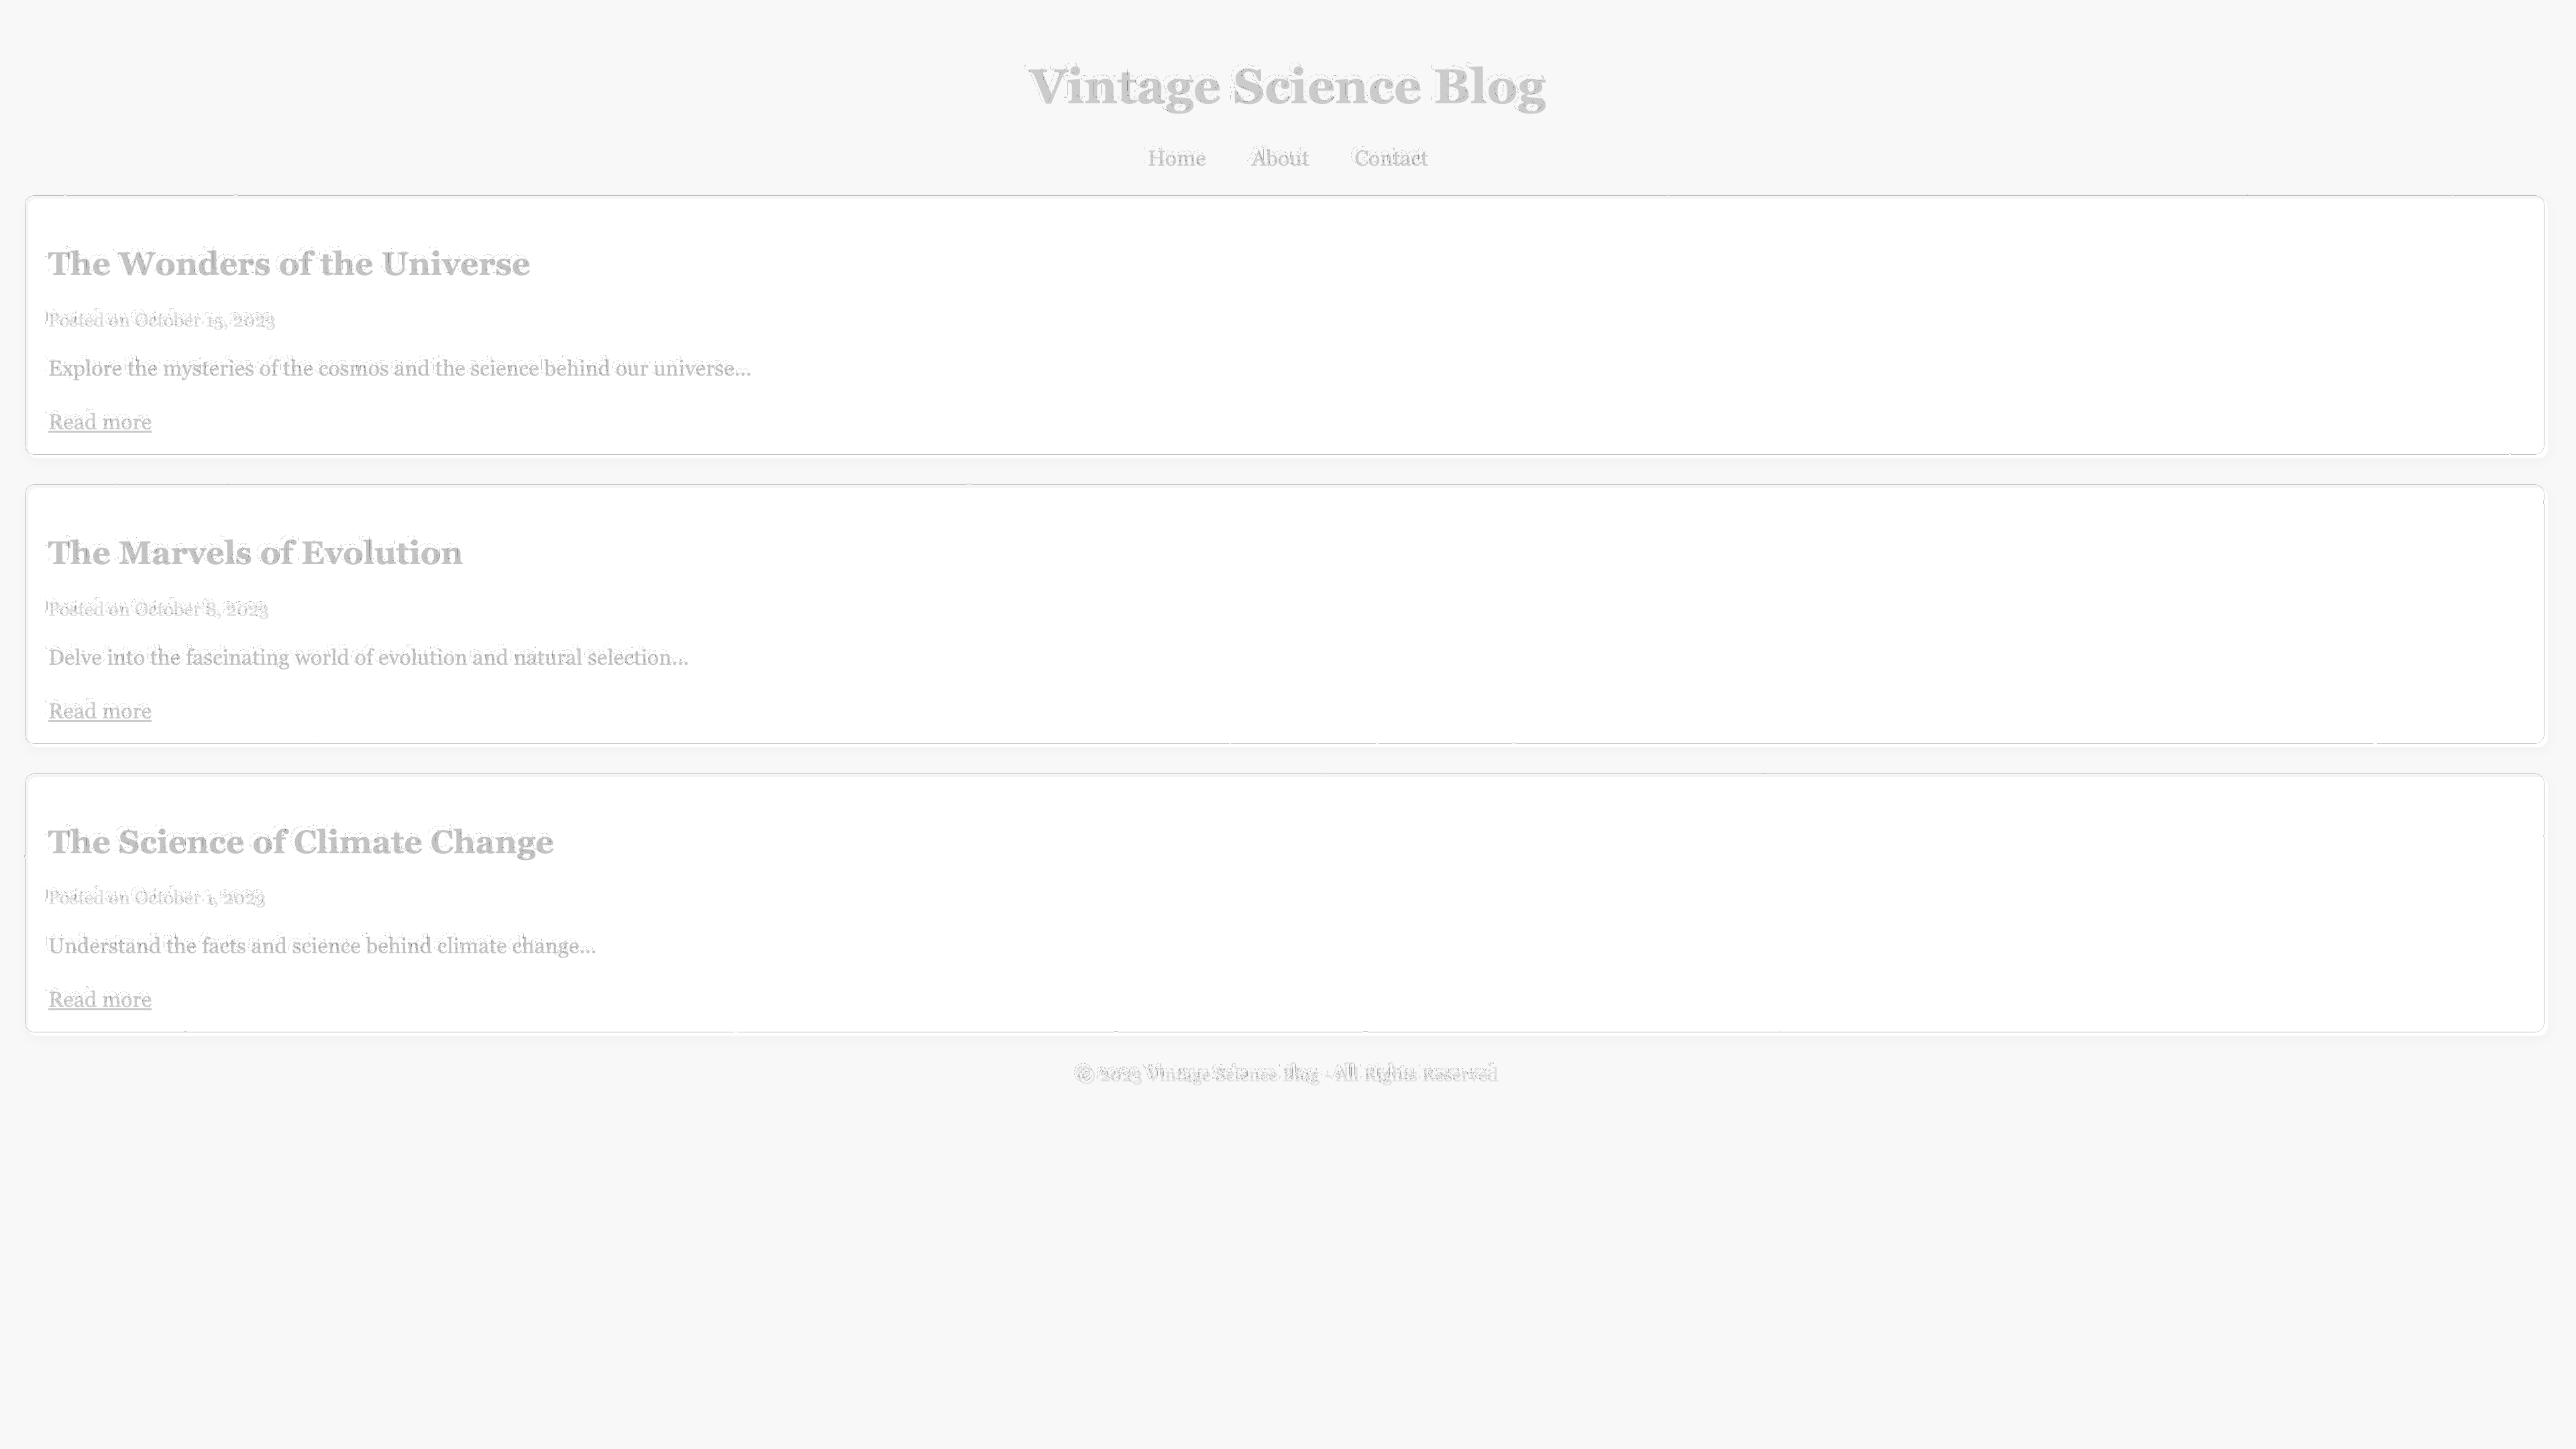 Vintage Science Blog
Home About Contact
The Wonders of the Universe
Posted on October 15, 2023
Explore the mysteries of the cosmos and the science behind our universe...
Read more
The Marvels of Evolution
Posted on October 8, 2023
Delve into the fascinating world of evolution and natural selection...
Read more
The Science of Climate Change
Posted on October 1, 2023
Understand the facts and science behind climate change...
Read more
© 2023 Vintage Science Blog - All Rights Reserved